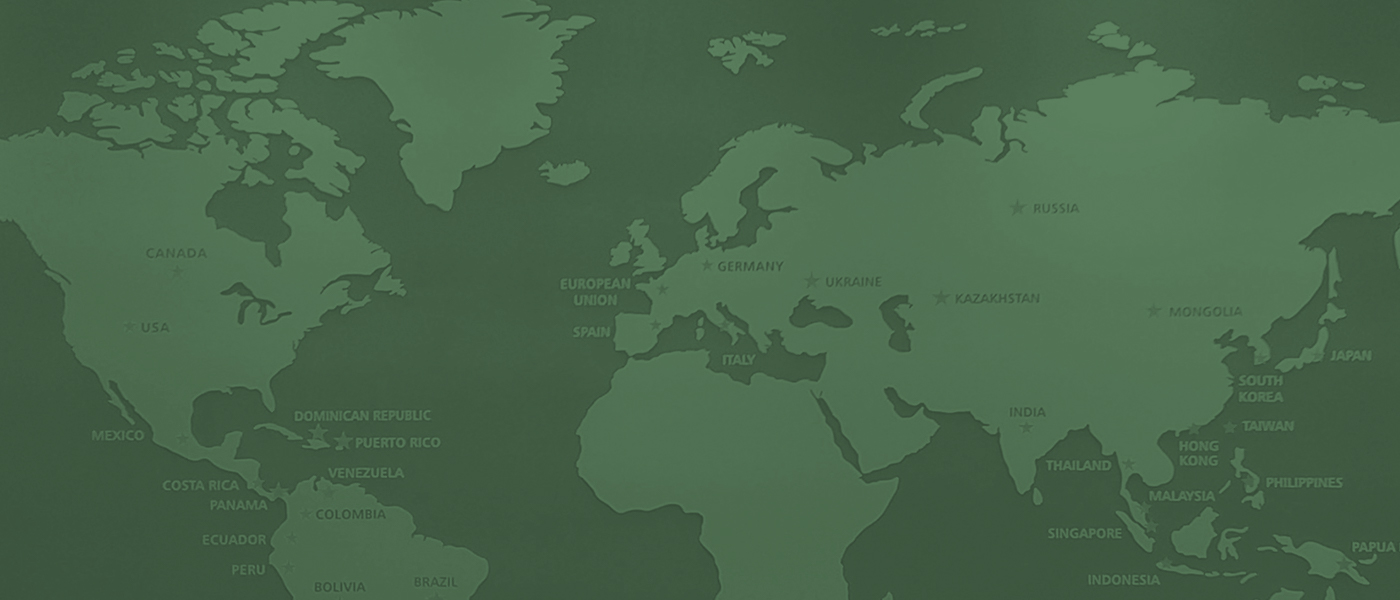 RUSSIA
CANADA
GERMANY
UKRAINE
EUROPEAN
UNION
KAZAKHSTAN
MONGOLIA
USA
SPAIN
ITALY
JAPAN
SOUTH
KOREA
DOMINICAN REPUBLIC
INDIA
TAIWAN
MEXICO
PUERTO RICO
HONG
KONG
THAILAND
VENEZUELA
COSTA RICA
PHILIPPINES
MALAYSIA
PANAMA
COLOMBIA
SINGAPORE
ECUADOR
PAPUA
PERU
INDONESIA
BOLIVIA
BRAZIL